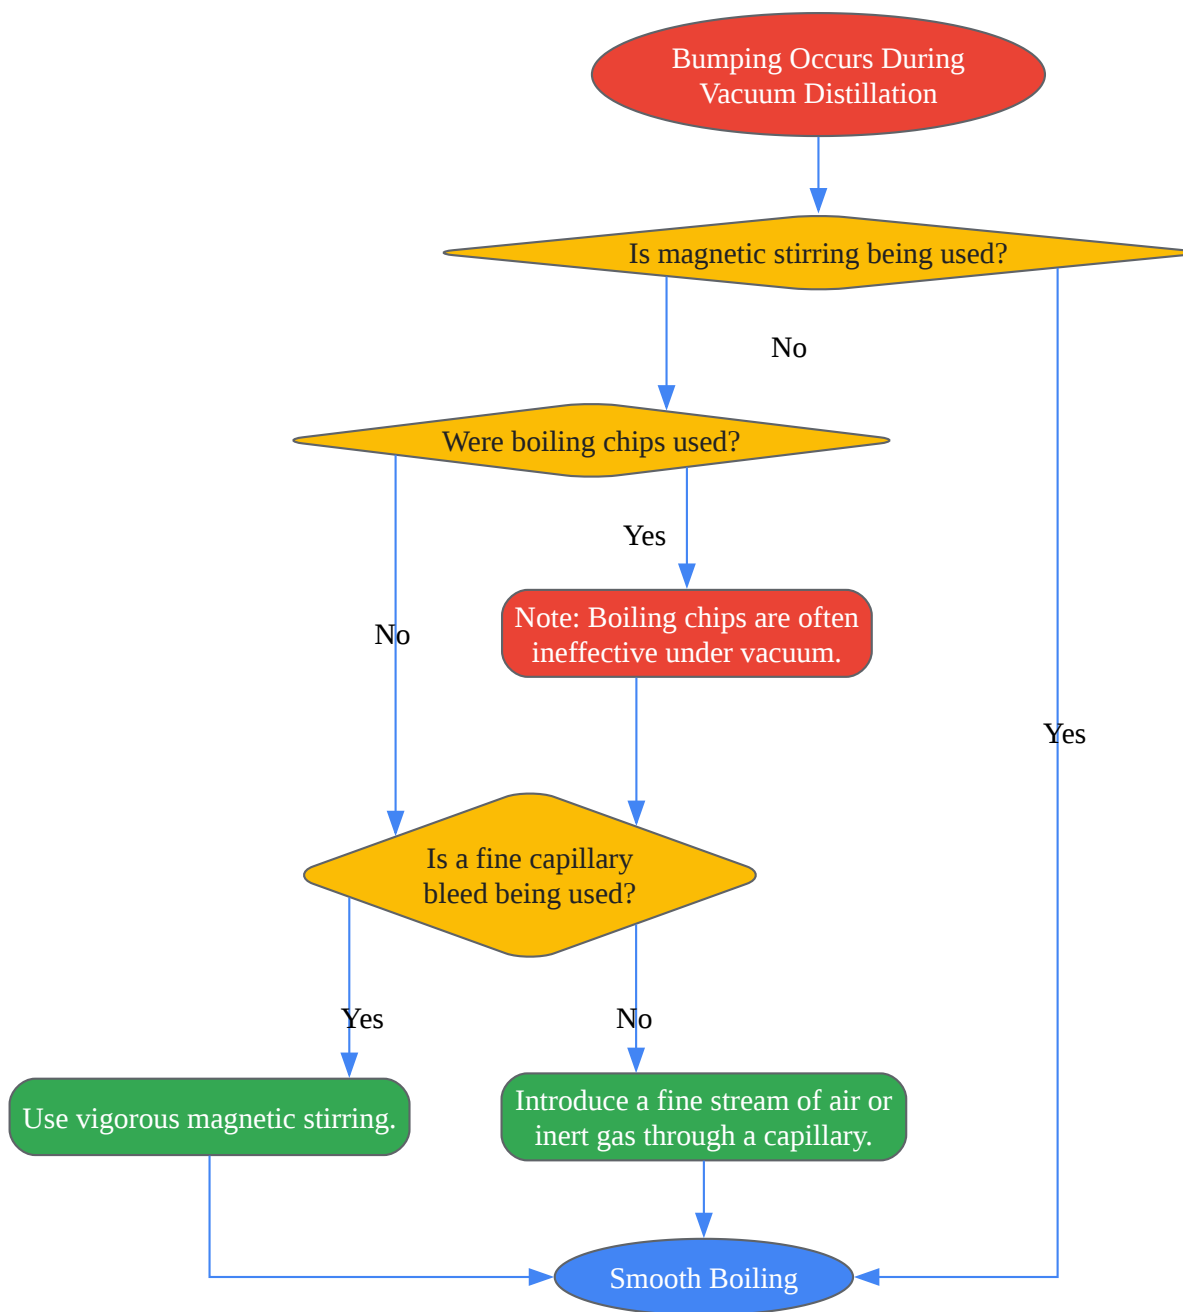 Bumping Occurs During
Vacuum Distillation
Is magnetic stirring being used?
No
Were boiling chips used?
Yes
Note: Boiling chips are often
ineffective under vacuum.
No
Yes
Is a fine capillary
bleed being used?
Yes
No
Use vigorous magnetic stirring.
Introduce a fine stream of air or
inert gas through a capillary.
Smooth Boiling